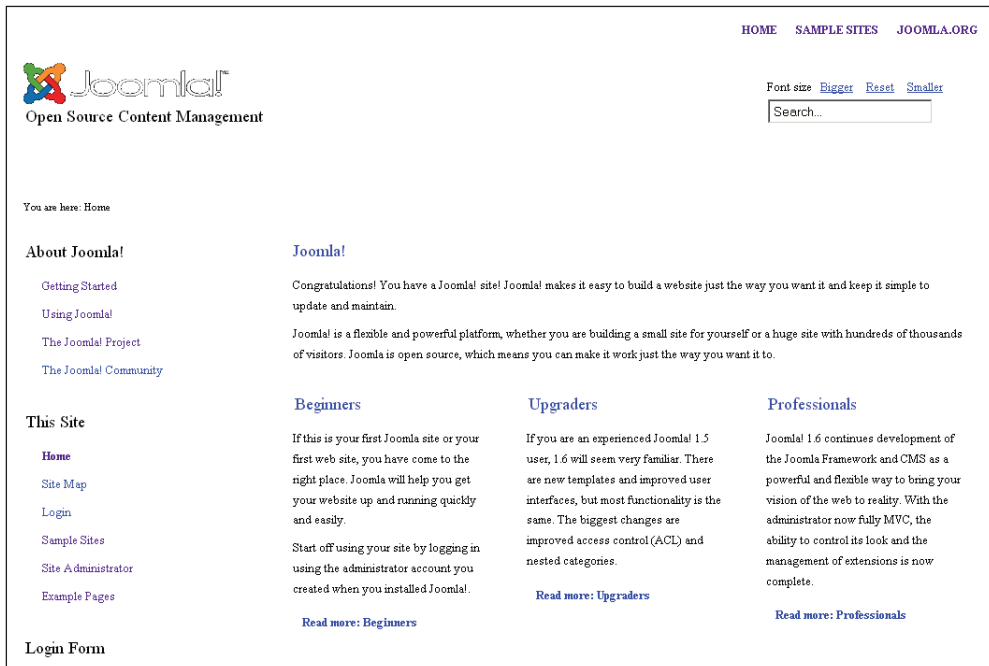 HOME SAMPLE SITES JOOMLA.ORG
Joomla!™
Open Source Content Management
Font size Bigger Reset Smaller
Search...
You are here: Home
About Joomla!
Getting Started
Using Joomla!
The Joomla! Project
The Joomla! Community
This Site
Home
Site Map
Login
Sample Sites
Site Administrator
Example Pages
Login Form
Joomla!
Congratulations! You have a Joomla! site! Joomla! makes it easy to build a website just the way you want it and keep it simple to
update and maintain.
Joomla! is a flexible and powerful platform, whether you are building a small site for yourself or a huge site with hundreds of thousands
of visitors. Joomla is open source, which means you can make it work just the way you want it to.
Beginners
If this is your first Joomla site or your
first web site, you have come to the
right place. Joomla will help you get
your website up and running quickly
and easily.
Start off using your site by logging in
using the administrator account you
created when you installed Joomla!.
Read more: Beginners
Upgraders
If you are an experienced Joomla! 1.5
user, 1.6 will seem very familiar. There
are new templates and improved user
interfaces, but most functionality is the
same. The biggest changes are
improved access control (ACL) and
nested categories.
Read more: Upgraders
Professionals
Joomla! 1.6 continues development of
the Joomla Framework and CMS as a
powerful and flexible way to bring your
vision of the web to reality. With the
administrator now fully MVC, the
ability to control its look and the
management of extensions is now
complete.
Read more: Professionals